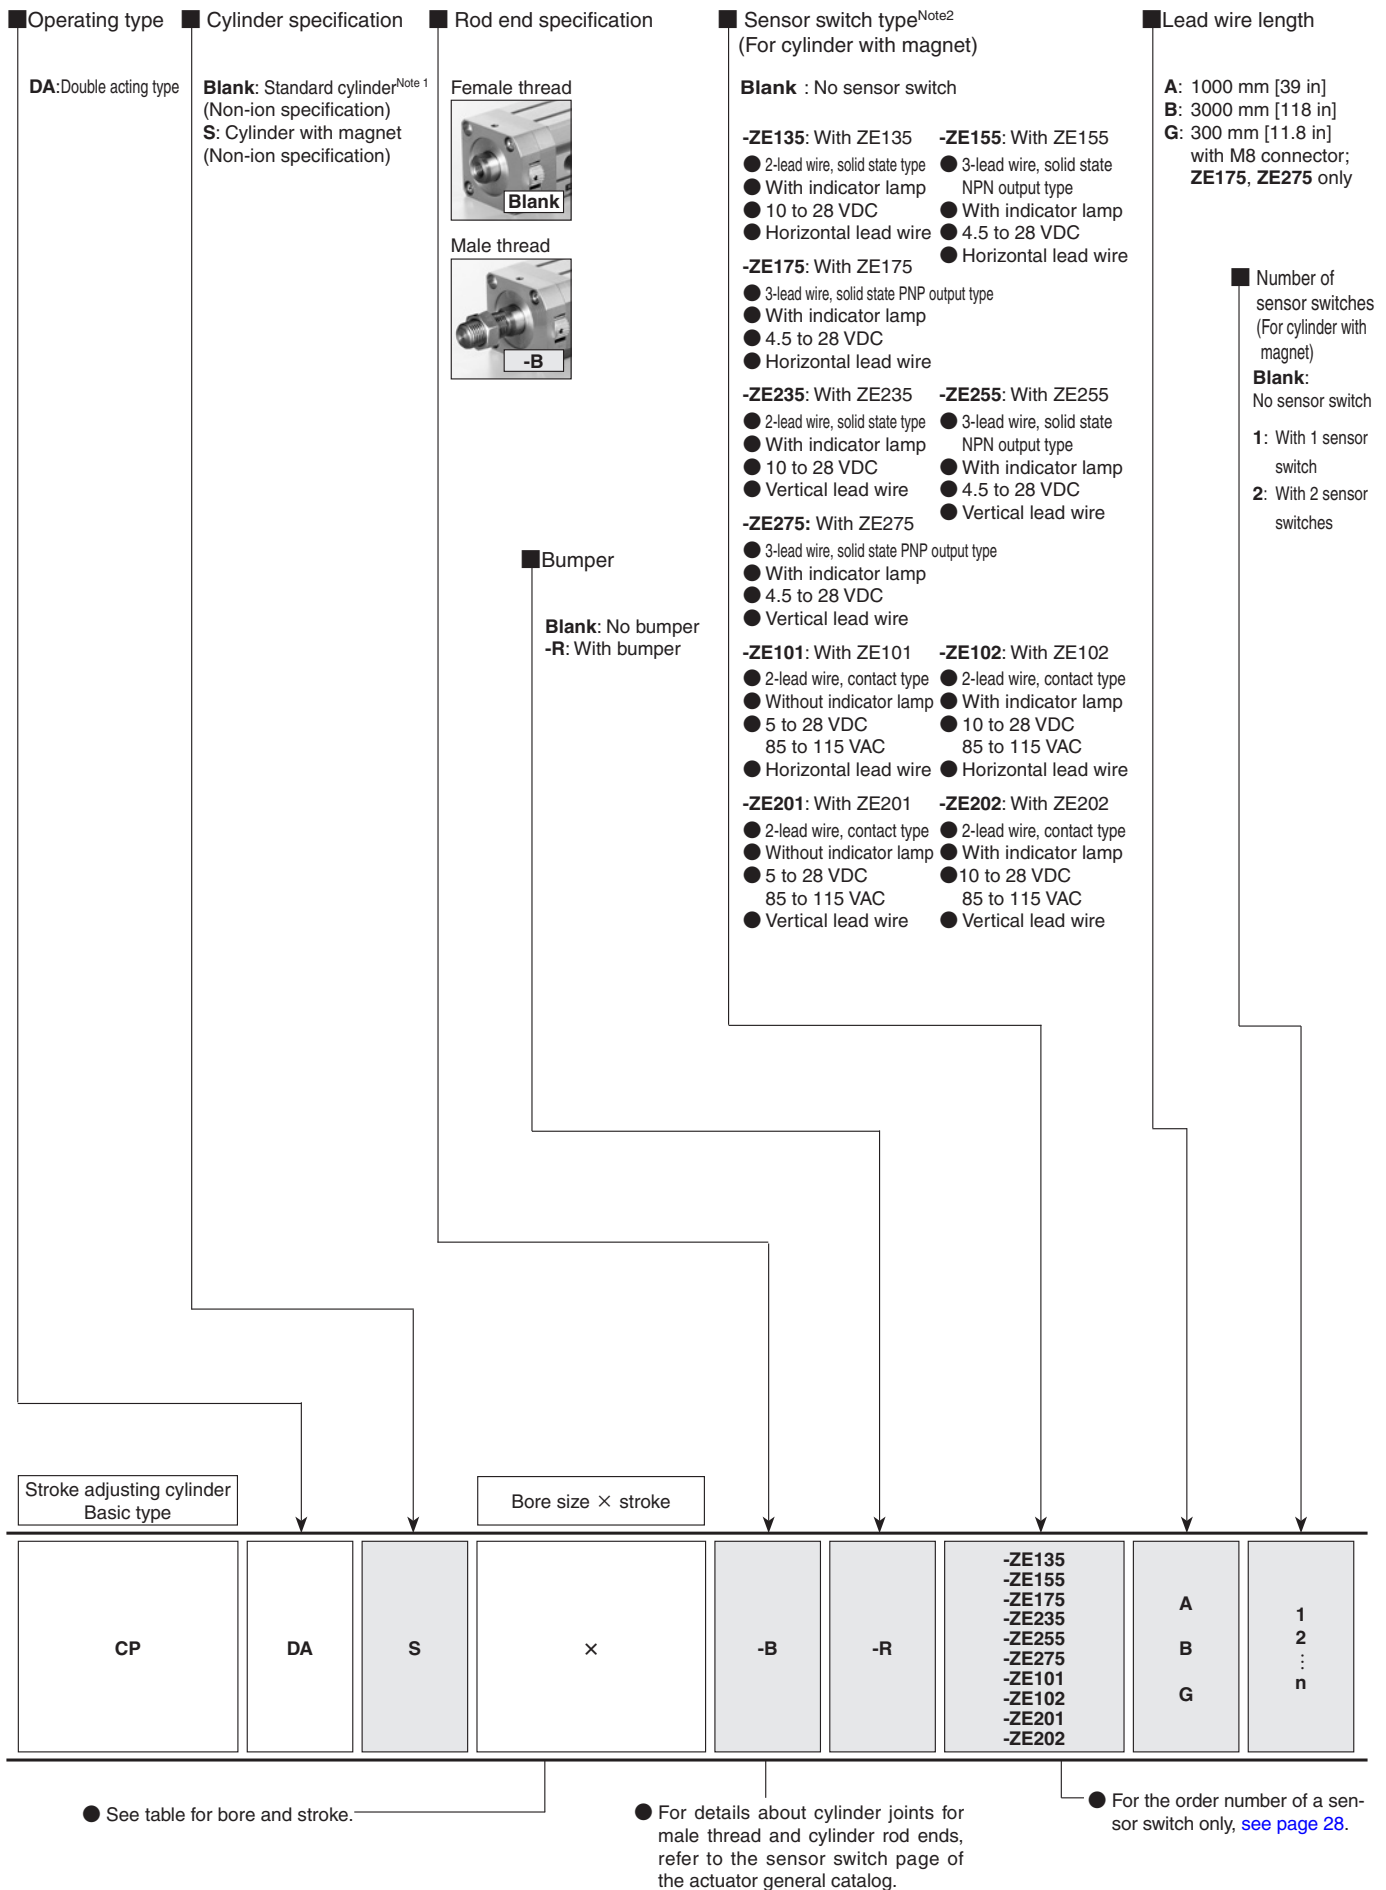 ■Operating type
DA:Double acting type
■ Cylinder specification
Blank: Standard cylinderNote 1
(Non-ion specification)
S: Cylinder with magnet
(Non-ion specification)
■ Rod end specification
Female thread
Blank
Male thread
-B
■Bumper
Blank: No bumper
-R: With bumper
■ Sensor switch typeNote2
(For cylinder with magnet)
Blank : No sensor switch
-ZE135: With ZE135
● 2-lead wire, solid state type
● With indicator lamp
● 10 to 28 VDC
● Horizontal lead wire
-ZE155: With ZE155
● 3-lead wire, solid state
NPN output type
● With indicator lamp
● 4.5 to 28 VDC
● Horizontal lead wire
-ZE175: With ZE175
● 3-lead wire, solid state PNP output type
● With indicator lamp
● 4.5 to 28 VDC
● Horizontal lead wire
-ZE235: With ZE235
● 2-lead wire, solid state type
● With indicator lamp
● 10 to 28 VDC
● Vertical lead wire
-ZE255: With ZE255
● 3-lead wire, solid state
NPN output type
● With indicator lamp
● 4.5 to 28 VDC
● Vertical lead wire
-ZE275: With ZE275
● 3-lead wire, solid state PNP output type
● With indicator lamp
● 4.5 to 28 VDC
● Vertical lead wire
-ZE101: With ZE101
● 2-lead wire, contact type
● Without indicator lamp
● 5 to 28 VDC
85 to 115 VAC
● Horizontal lead wire
-ZE102: With ZE102
● 2-lead wire, contact type
● With indicator lamp
● 10 to 28 VDC
85 to 115 VAC
● Horizontal lead wire
-ZE201: With ZE201
● 2-lead wire, contact type
● Without indicator lamp
● 5 to 28 VDC
85 to 115 VAC
● Vertical lead wire
-ZE202: With ZE202
● 2-lead wire, contact type
● With indicator lamp
●10 to 28 VDC
85 to 115 VAC
● Vertical lead wire
■Lead wire length
A: 1000 mm [39 in]
B: 3000 mm [118 in]
G: 300 mm [11.8 in]
with M8 connector;
ZE175, ZE275 only
■ Number of
sensor switches
(For cylinder with
magnet)
Blank:
No sensor switch
1: With 1 sensor
switch
2: With 2 sensor
switches
Stroke adjusting cylinder
Basic type
Bore size × stroke
CP
DA
S
×
-B
-R
-ZE135
-ZE155
-ZE175
-ZE235
-ZE255
-ZE275
-ZE101
-ZE102
-ZE201
-ZE202
A
B
G
1
2
⋮
n
● See table for bore and stroke.
● For details about cylinder joints for
male thread and cylinder rod ends,
refer to the sensor switch page of
the actuator general catalog.
● For the order number of a sen-
sor switch only, see page 28.